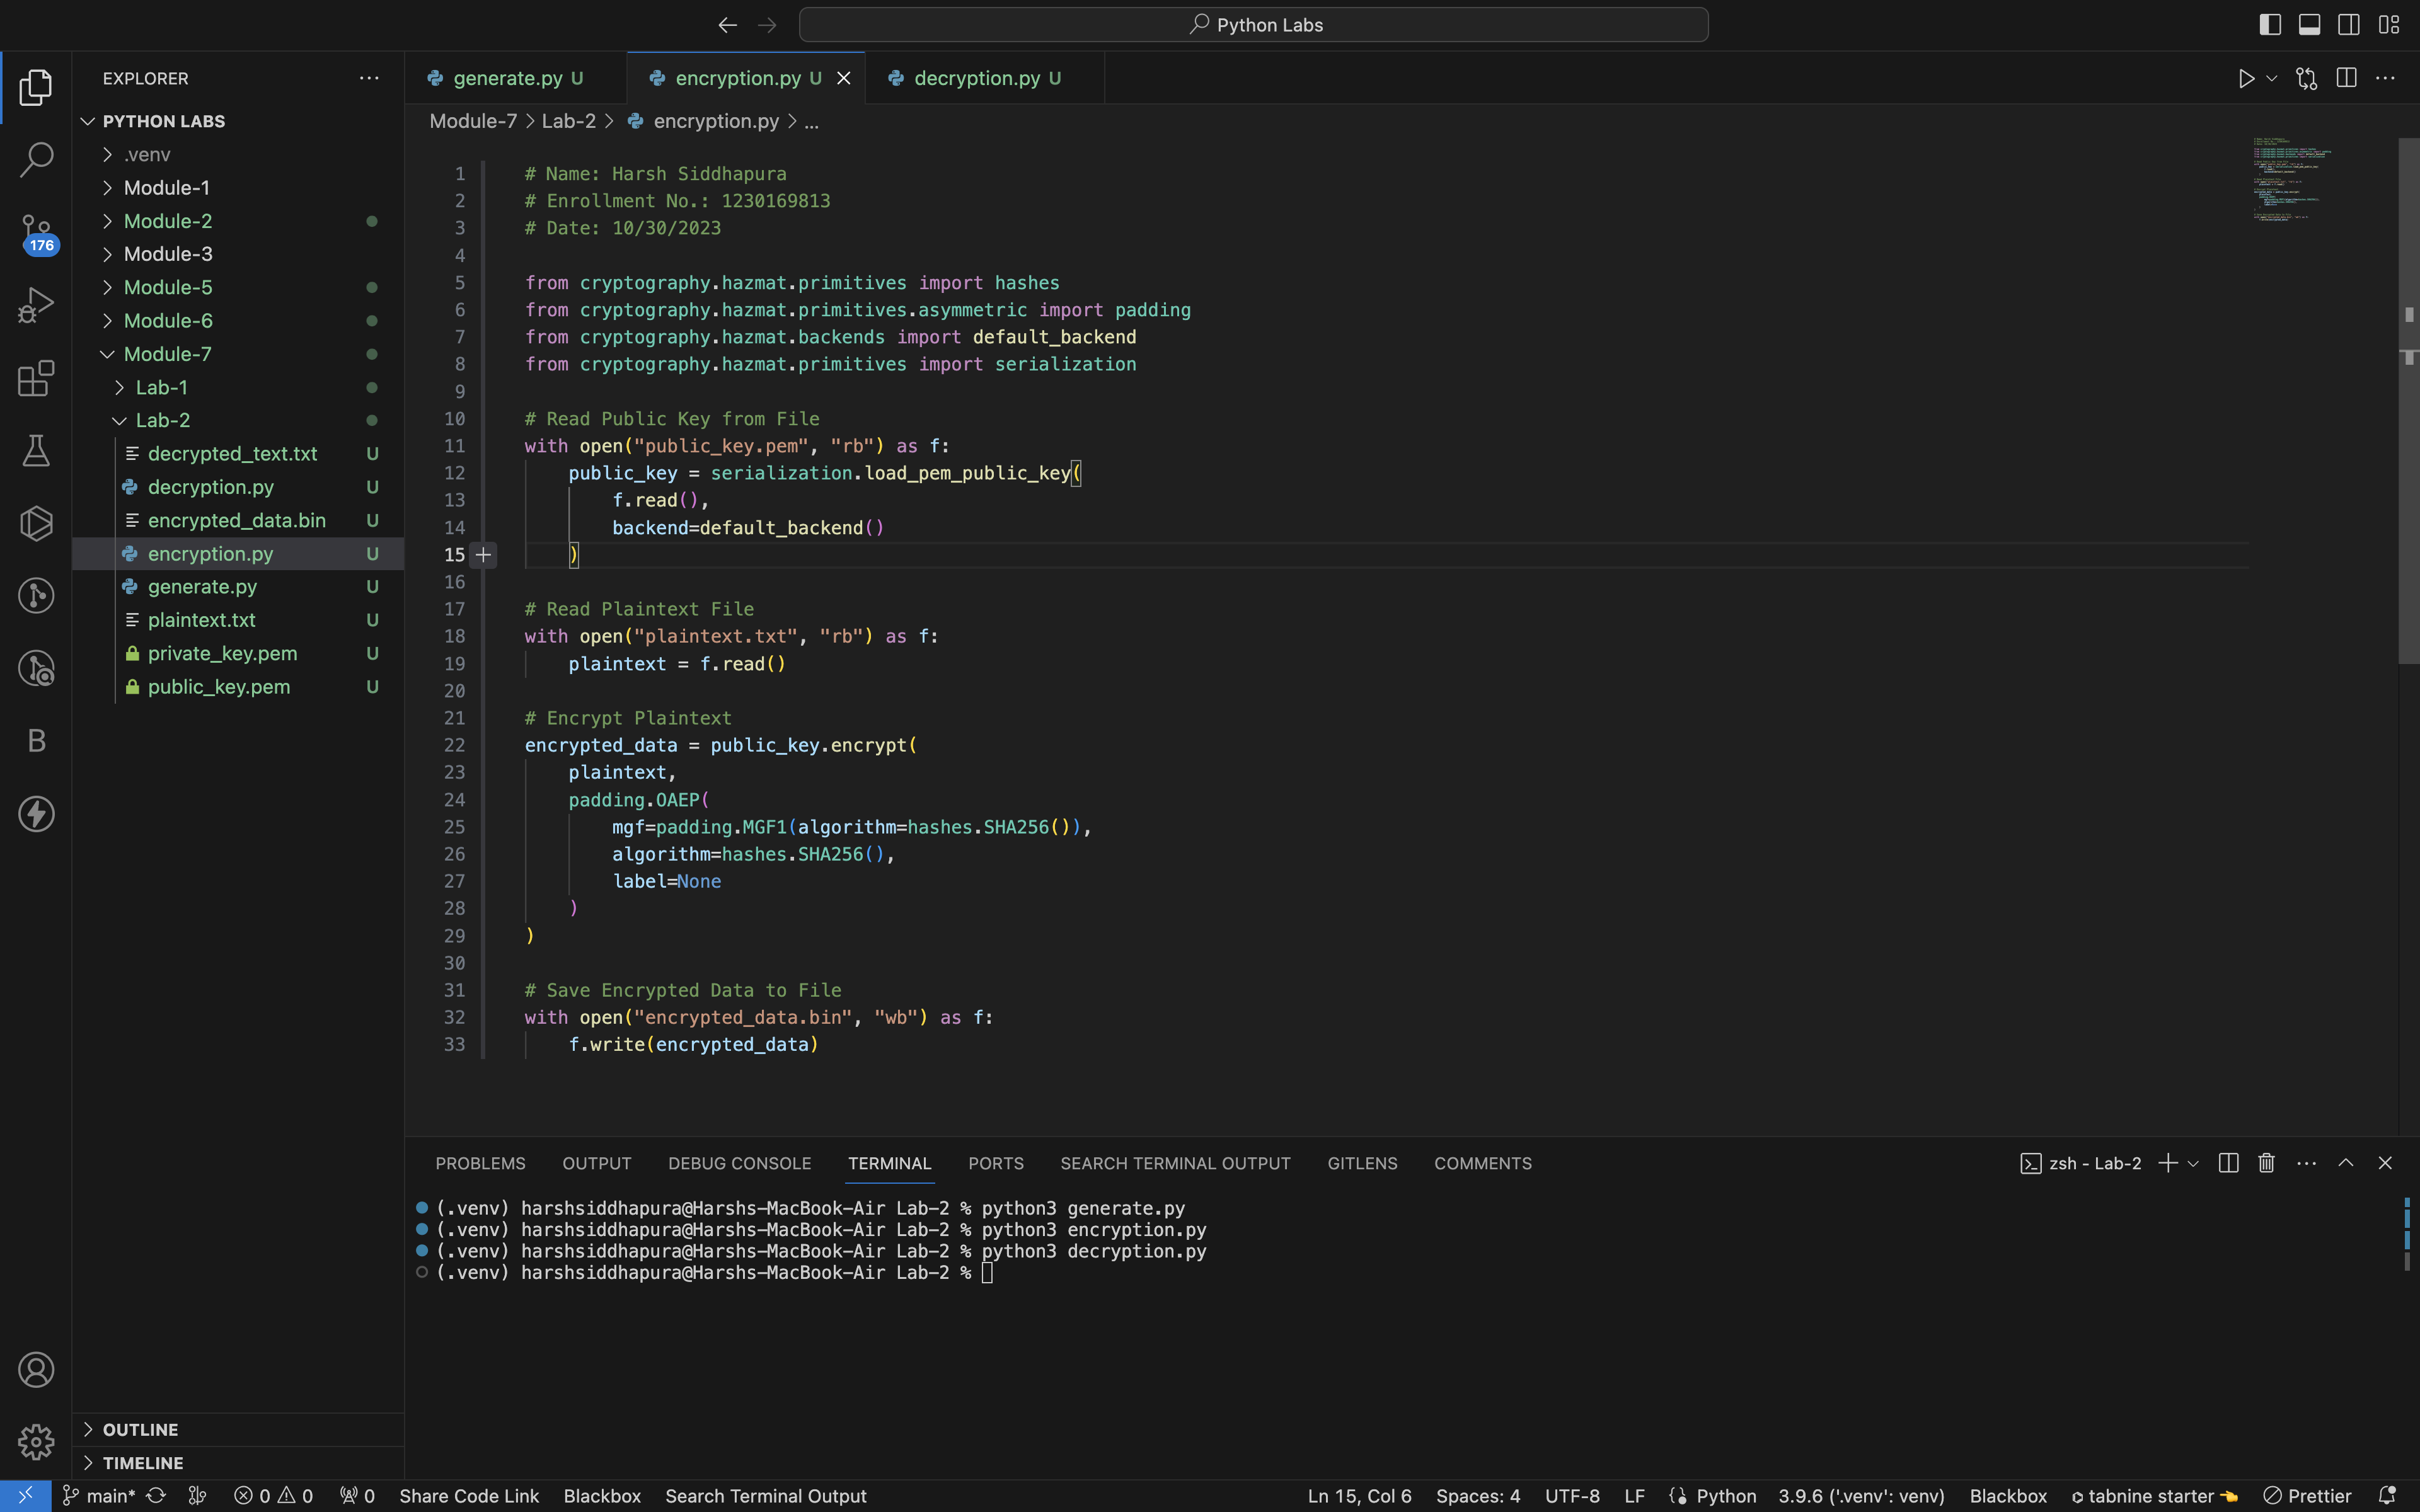 Python Labs
EXPLORER
PYTHON LABS
.venv
Module-1
Module-2
Module-3
Module-5
Module-6
Module-7
Lab-1
Lab-2
decrypted_text.txt U
decryption.py U
encrypted_data.bin U
encryption.py U
generate.py U
plaintext.txt U
private_key.pem U
public_key.pem U
OUTLINE
TIMELINE
176
B
generate.py U
encryption.py U
decryption.py U
Module-7 > Lab-2 > encryption.py > ...
1 # Name: Harsh Siddhapura
2 # Enrollment No.: 1230169813
3 # Date: 10/30/2023
4
5 from cryptography.hazmat.primitives import hashes
6 from cryptography.hazmat.primitives.asymmetric import padding
7 from cryptography.hazmat.backends import default_backend
8 from cryptography.hazmat.primitives import serialization
9
10 # Read Public Key from File
11 with open("public_key.pem", "rb") as f:
12 public_key = serialization.load_pem_public_key(
13 f.read(),
14 backend=default_backend()
15 )
16
17 # Read Plaintext File
18 with open("plaintext.txt", "rb") as f:
19 plaintext = f.read()
20
21 # Encrypt Plaintext
22 encrypted_data = public_key.encrypt(
23 plaintext,
24 padding.OAEP(
25 mgf=padding.MGF1(algorithm=hashes.SHA256()),
26 algorithm=hashes.SHA256(),
27 label=None
28 )
29 )
30
31 # Save Encrypted Data to File
32 with open("encrypted_data.bin", "wb") as f:
33 f.write(encrypted_data)
PROBLEMS OUTPUT DEBUG CONSOLE TERMINAL PORTS SEARCH TERMINAL OUTPUT GITLENS COMMENTS
zsh - Lab-2
(.venv) harshsiddhapura@Harshs-MacBook-Air Lab-2 % python3 generate.py
(.venv) harshsiddhapura@Harshs-MacBook-Air Lab-2 % python3 encryption.py
(.venv) harshsiddhapura@Harshs-MacBook-Air Lab-2 % python3 decryption.py
(.venv) harshsiddhapura@Harshs-MacBook-Air Lab-2 %
main* 0 0 0 Share Code Link Blackbox Search Terminal Output Ln 15, Col 6 Spaces: 4 UTF-8 LF Python 3.9.6 ('.venv': venv) Blackbox tabnine starter Prettier